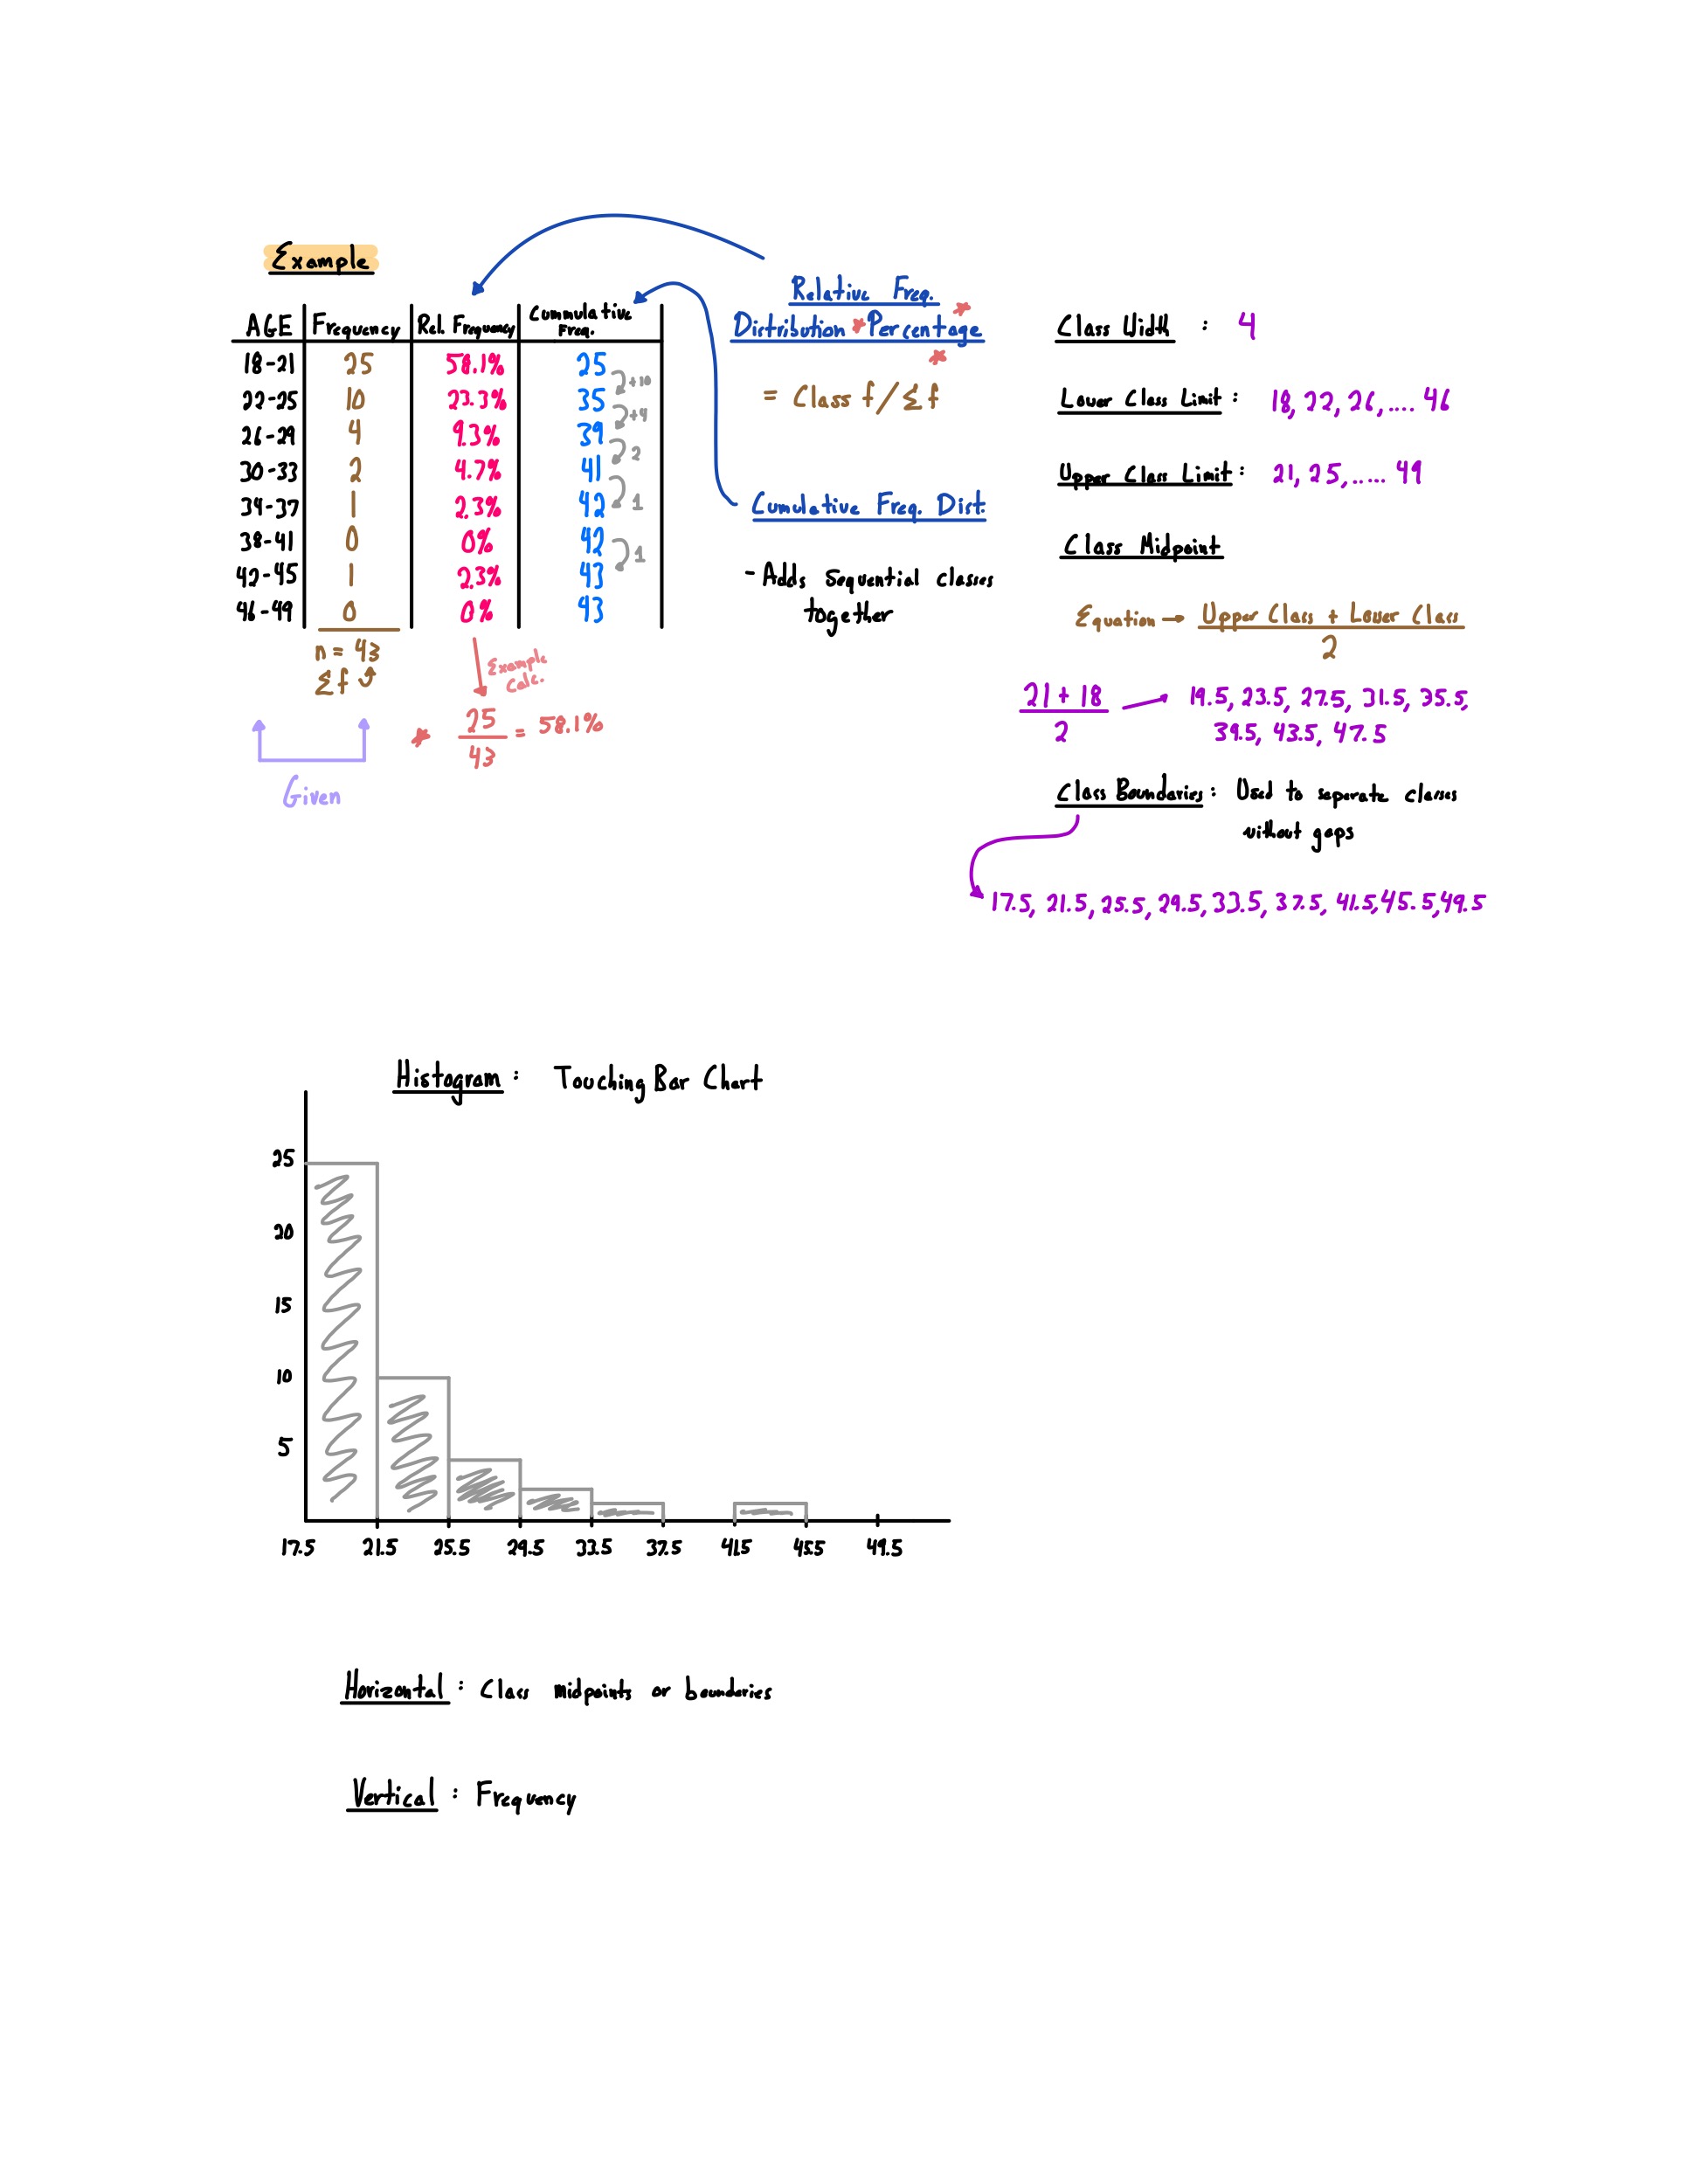 Example
AGE Frequency Rel. Frequency Cummulative Freq.
18-21 25 58.1% 25
+10
22-25 10 23.3% 35
+4
26-29 4 9.3% 39
2
30-33 2 4.7% 41
1
34-37 1 2.3% 42
38-41 0 0% 42
1
42-45 1 2.3% 43
46-49 0 0% 43
n = 43
Σf
Given
Example
Calc.
* 25/43 = 58.1%
Relative Freq.
Distribution * Percentage
= Class f/Σf
Cumulative Freq. Dist.
- Adds sequential classes
together
Class Width : 4
Lower Class Limit : 18, 22, 26, .... 46
Upper Class Limit : 21, 25, ..... 49
Class Midpoint
Equation → Upper Class + Lower Class
2
21 + 18
2
19.5, 23.5, 27.5, 31.5, 35.5,
39.5, 43.5, 47.5
Class Boundaries : Used to seperate classes
without gaps
17.5, 21.5, 25.5, 29.5, 33.5, 37.5, 41.5, 45.5, 49.5
Histogram : Touching Bar Chart
25
20
15
10
5
17.5 21.5 25.5 29.5 33.5 37.5 41.5 45.5 49.5
Horizontal : Class midpoints or boundaries
Vertical : Frequency